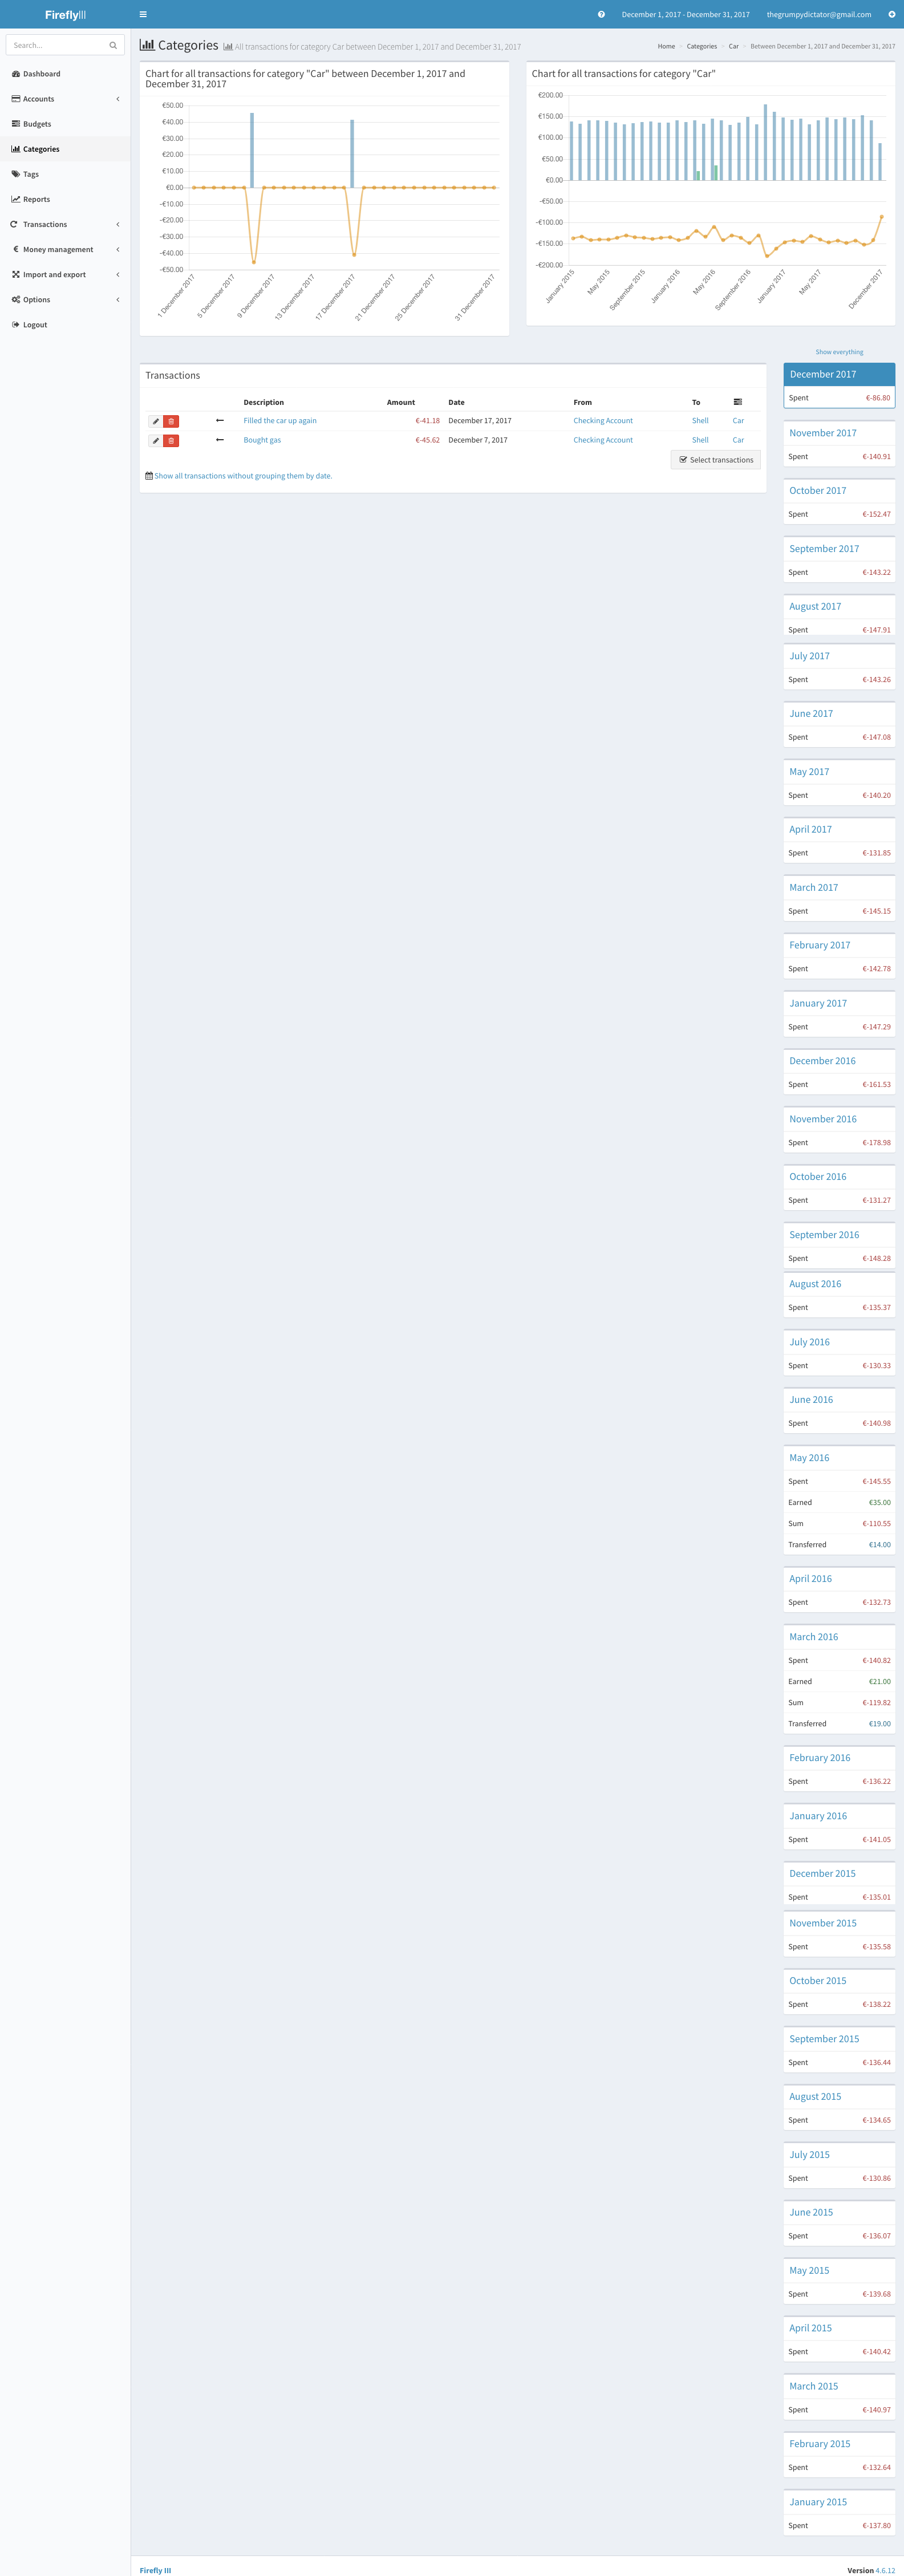 FireflyIII
December 1, 2017 - December 31, 2017 thegrumpydictator@gmail.com
Search...
Dashboard
Accounts
Budgets
Categories
Tags
Reports
Transactions
Money management
Import and export
Options
Logout
Categories All transactions for category Car between December 1, 2017 and December 31, 2017
Home > Categories > Car > Between December 1, 2017 and December 31, 2017
Chart for all transactions for category "Car" between December 1, 2017 and
December 31, 2017
€50.00
€40.00
€30.00
€20.00
€10.00
€0.00
-€10.00
-€20.00
-€30.00
-€40.00
-€50.00
1 December 2017
5 December 2017
9 December 2017
13 December 2017
17 December 2017
21 December 2017
25 December 2017
31 December 2017
Chart for all transactions for category "Car"
€200.00
€150.00
€100.00
€50.00
€0.00
-€50.00
-€100.00
-€150.00
-€200.00
January 2015
May 2015
September 2015
January 2016
May 2016
September 2016
January 2017
May 2017
December 2017
Transactions
Description Amount Date From To
Filled the car up again €-41.18 December 17, 2017 Checking Account Shell Car
Bought gas €-45.62 December 7, 2017 Checking Account Shell Car
Select transactions
Show all transactions without grouping them by date.
Show everything
December 2017
Spent €-86.80
November 2017
Spent €-140.91
October 2017
Spent €-152.47
September 2017
Spent €-143.22
August 2017
Spent €-147.91
July 2017
Spent €-143.26
June 2017
Spent €-147.08
May 2017
Spent €-140.20
April 2017
Spent €-131.85
March 2017
Spent €-145.15
February 2017
Spent €-142.78
January 2017
Spent €-147.29
December 2016
Spent €-161.53
November 2016
Spent €-178.98
October 2016
Spent €-131.27
September 2016
Spent €-148.28
August 2016
Spent €-135.37
July 2016
Spent €-130.33
June 2016
Spent €-140.98
May 2016
Spent €-145.55
Earned €35.00
Sum €-110.55
Transferred €14.00
April 2016
Spent €-132.73
March 2016
Spent €-140.82
Earned €21.00
Sum €-119.82
Transferred €19.00
February 2016
Spent €-136.22
January 2016
Spent €-141.05
December 2015
Spent €-135.01
November 2015
Spent €-135.58
October 2015
Spent €-138.22
September 2015
Spent €-136.44
August 2015
Spent €-134.65
July 2015
Spent €-130.86
June 2015
Spent €-136.07
May 2015
Spent €-139.68
April 2015
Spent €-140.42
March 2015
Spent €-140.97
February 2015
Spent €-132.64
January 2015
Spent €-137.80
Firefly III
Version 4.6.12